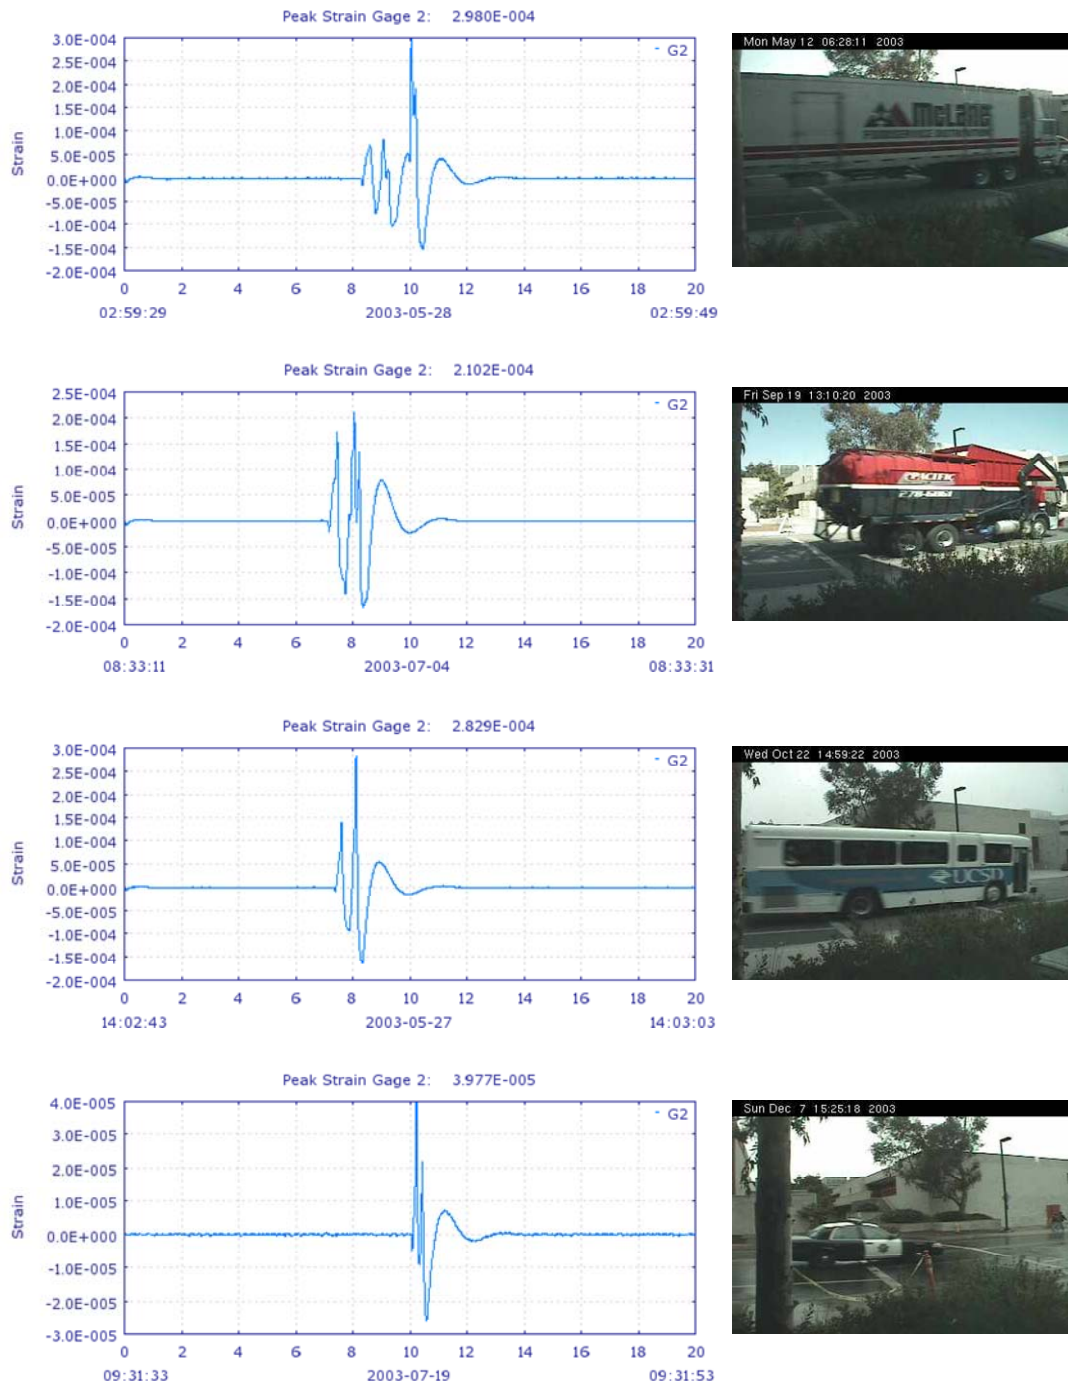 Peak Strain Gage 2: 2.980E-004
3.0E-004
2.5E-004
2.0E-004
1.5E-004
1.0E-004
5.0E-005
0.0E+000
-5.0E-005
-1.0E-004
-1.5E-004
-2.0E-004
Strain
G2
0 2 4 6 8 10 12 14 16 18 20
02:59:29 2003-05-28 02:59:49
Mon May 12 06:28:11 2003
McLane
Peak Strain Gage 2: 2.102E-004
2.5E-004
2.0E-004
1.5E-004
1.0E-004
5.0E-005
0.0E+000
-5.0E-005
-1.0E-004
-1.5E-004
-2.0E-004
Strain
G2
0 2 4 6 8 10 12 14 16 18 20
08:33:11 2003-07-04 08:33:31
Fri Sep 19 13:10:20 2003
PACIFIC
Peak Strain Gage 2: 2.829E-004
3.0E-004
2.5E-004
2.0E-004
1.5E-004
1.0E-004
5.0E-005
0.0E+000
-5.0E-005
-1.0E-004
-1.5E-004
-2.0E-004
Strain
G2
0 2 4 6 8 10 12 14 16 18 20
14:02:43 2003-05-27 14:03:03
Wed Oct 22 14:59:22 2003
UCSD
Peak Strain Gage 2: 3.977E-005
4.0E-005
3.0E-005
2.0E-005
1.0E-005
0.0E+000
-1.0E-005
-2.0E-005
-3.0E-005
Strain
G2
0 2 4 6 8 10 12 14 16 18 20
09:31:33 2003-07-19 09:31:53
Sun Dec 7 15:25:18 2003